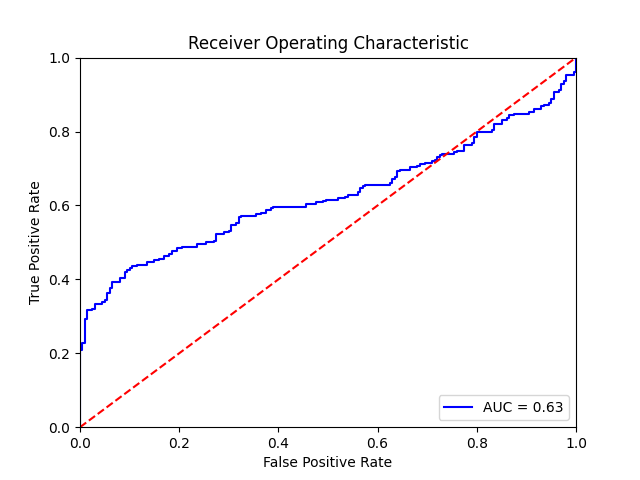 Receiver Operating Characteristic
True Positive Rate
1.0
0.8
0.6
0.4
0.2
0.0
AUC = 0.63
0.0 0.2 0.4 0.6 0.8 1.0
False Positive Rate